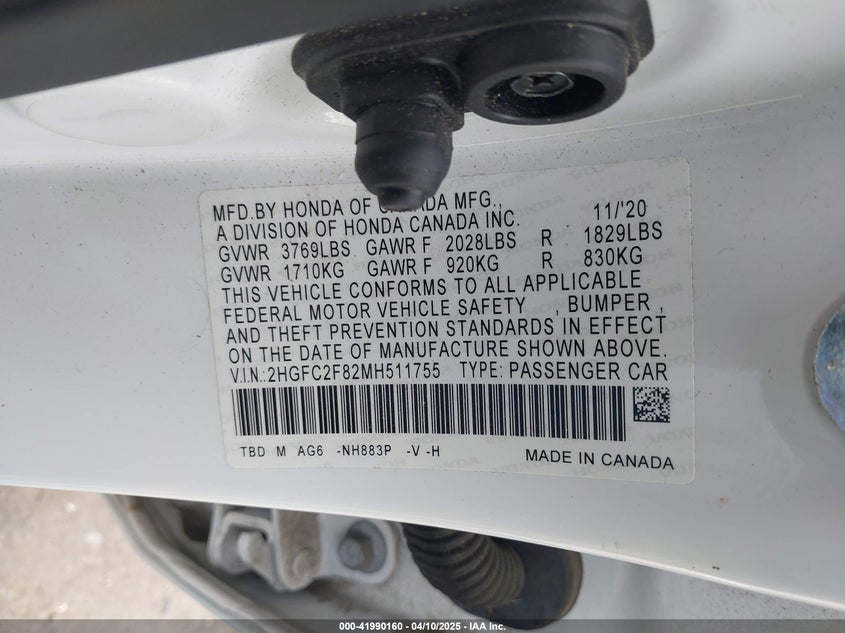 MFD.BY HONDA OF CANADA MFG., 11/'20
A DIVISION OF HONDA CANADA INC.
GVWR 3769LBS GAWR F 2028LBS R 1829LBS
GVWR 1710KG GAWR F 920KG R 830KG
THIS VEHICLE CONFORMS TO ALL APPLICABLE
FEDERAL MOTOR VEHICLE SAFETY , BUMPER ,
AND THEFT PREVENTION STANDARDS IN EFFECT
ON THE DATE OF MANUFACTURE SHOWN ABOVE.
V.I.N.:2HGFC2F82MH511755 TYPE: PASSENGER CAR
TBD M AG6 -NH883P -V -H MADE IN CANADA
000-41990160 04/10/2025 - IAA Inc.